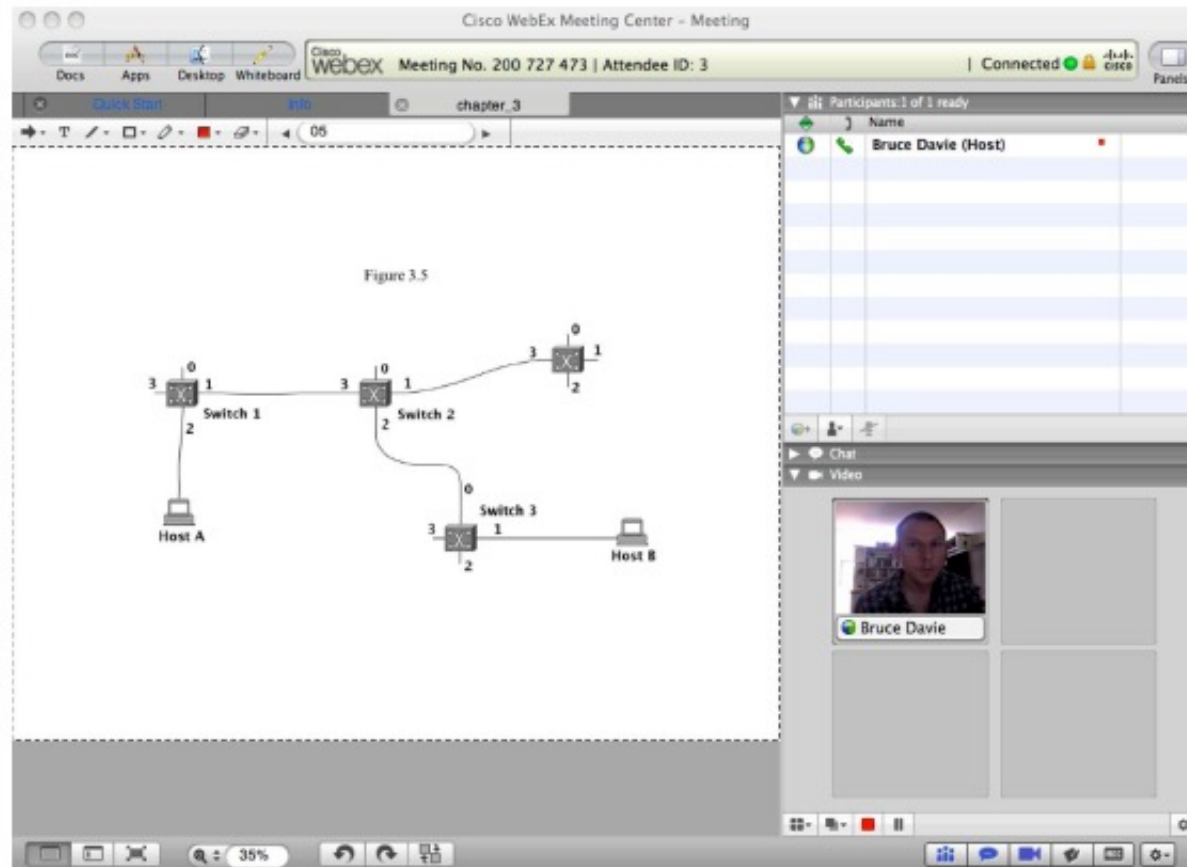 Cisco WebEx Meeting Center - Meeting
Docs Apps Desktop Whiteboard
Cisco webex Meeting No. 200 727 473 | Attendee ID: 3 | Connected cisco
Panels
Quick Start Info chapter_3
T 05
Participants: 1 of 1 ready
Name
Bruce Davie (Host)
Figure 3.5
0
3 1
2
0
3 1
Switch 1
2
0
3 1
Switch 2
2
Host A
0
Switch 3
3 1
2
Host B
Chat
Video
Bruce Davie
35%